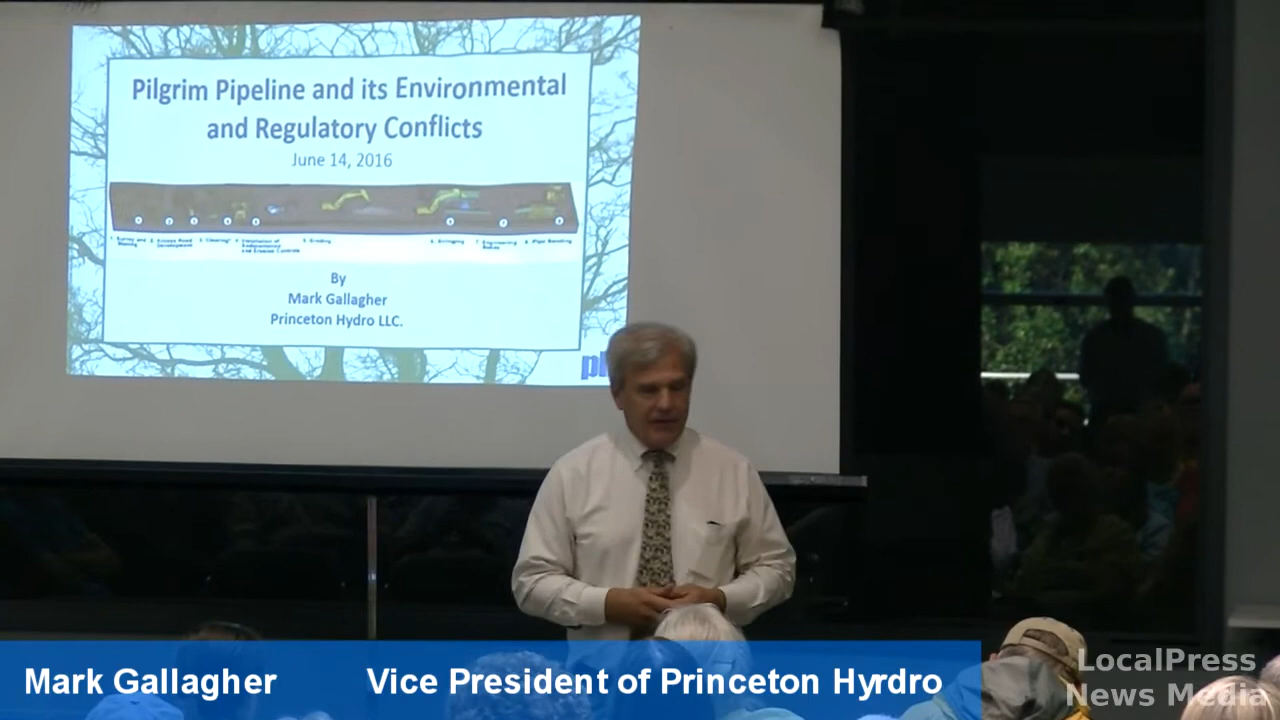 Pilgrim Pipeline and its Environmental
and Regulatory Conflicts
June 14, 2016
By
Mark Gallagher
Princeton Hydro LLC.
Mark Gallagher Vice President of Princeton Hyrdro
LocalPress
News Media